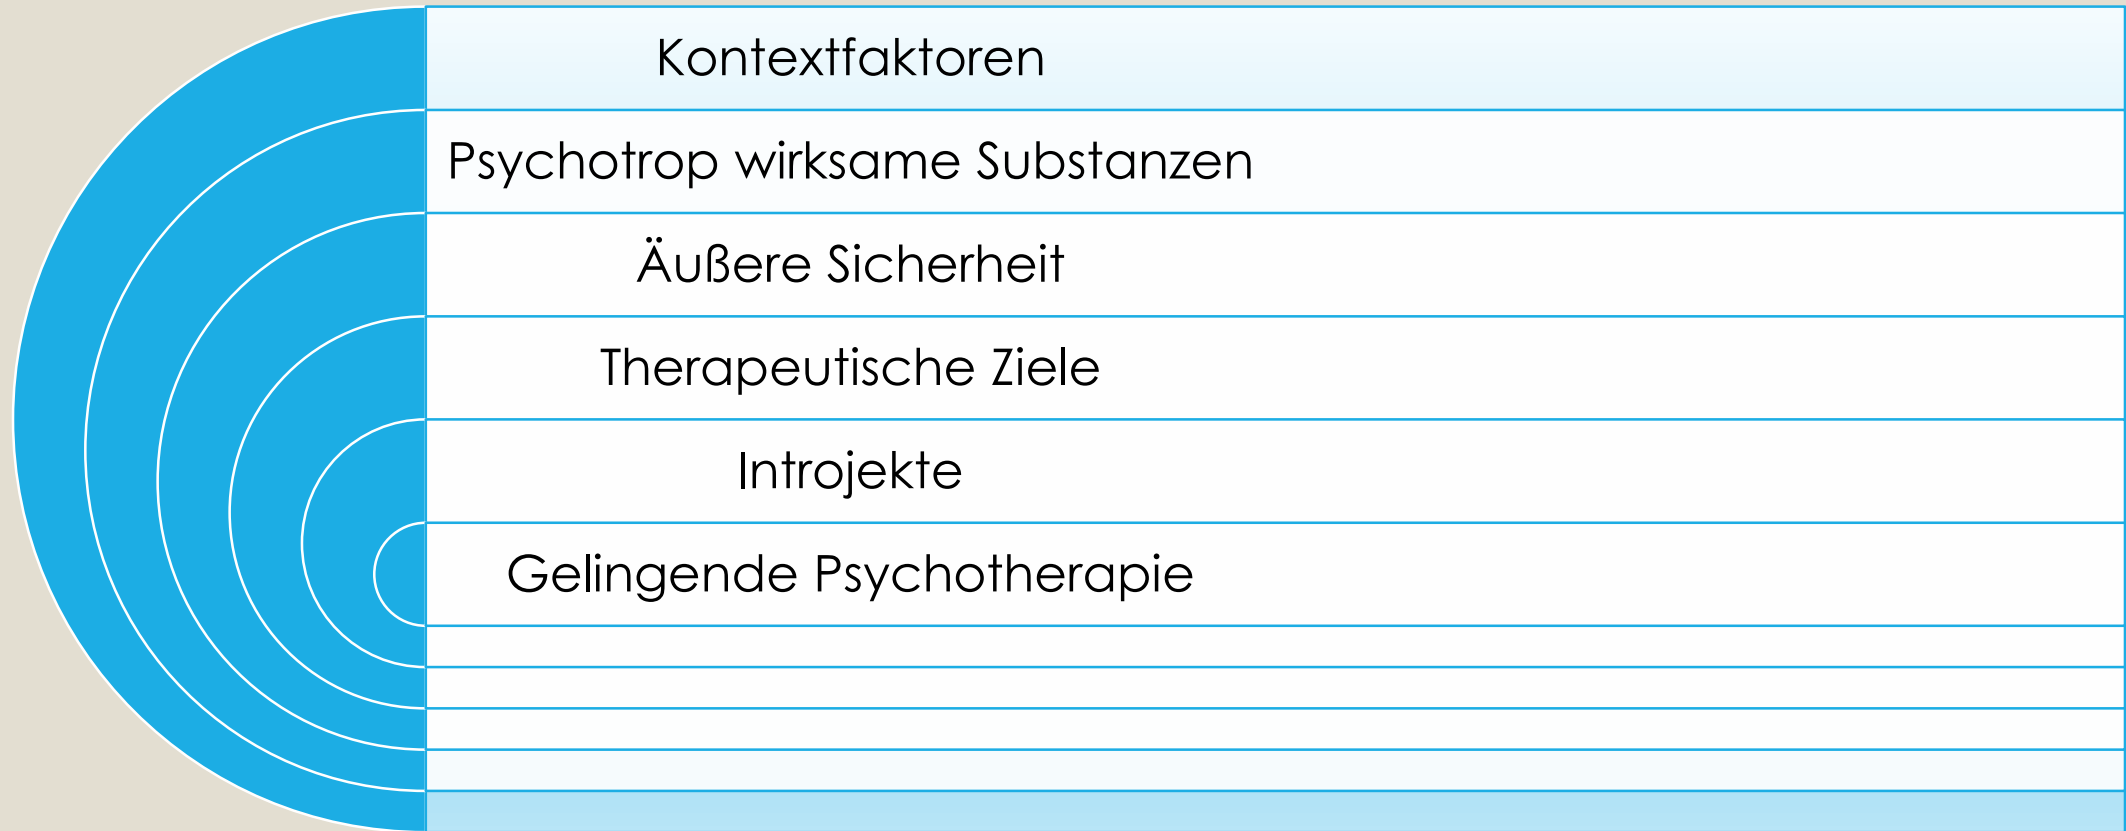 Kontextfaktoren
Psychotrop wirksame Substanzen
Äußere Sicherheit
Therapeutische Ziele
Introjekte
Gelingende Psychotherapie